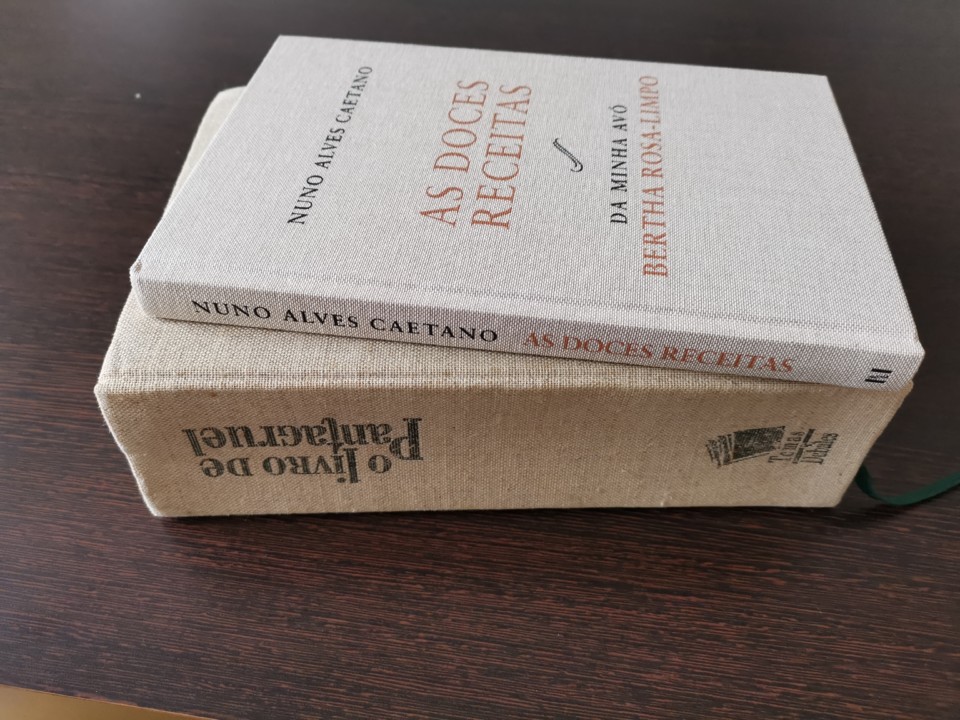 NUNO ALVES CAETANO
AS DOCES
RECEITAS
DA MINHA AVÓ
BERTHA ROSA-LIMPO
NUNO ALVES CAETANO AS DOCES RECEITAS
O LIVRO DE
Pantagruel
Temas e
Debates